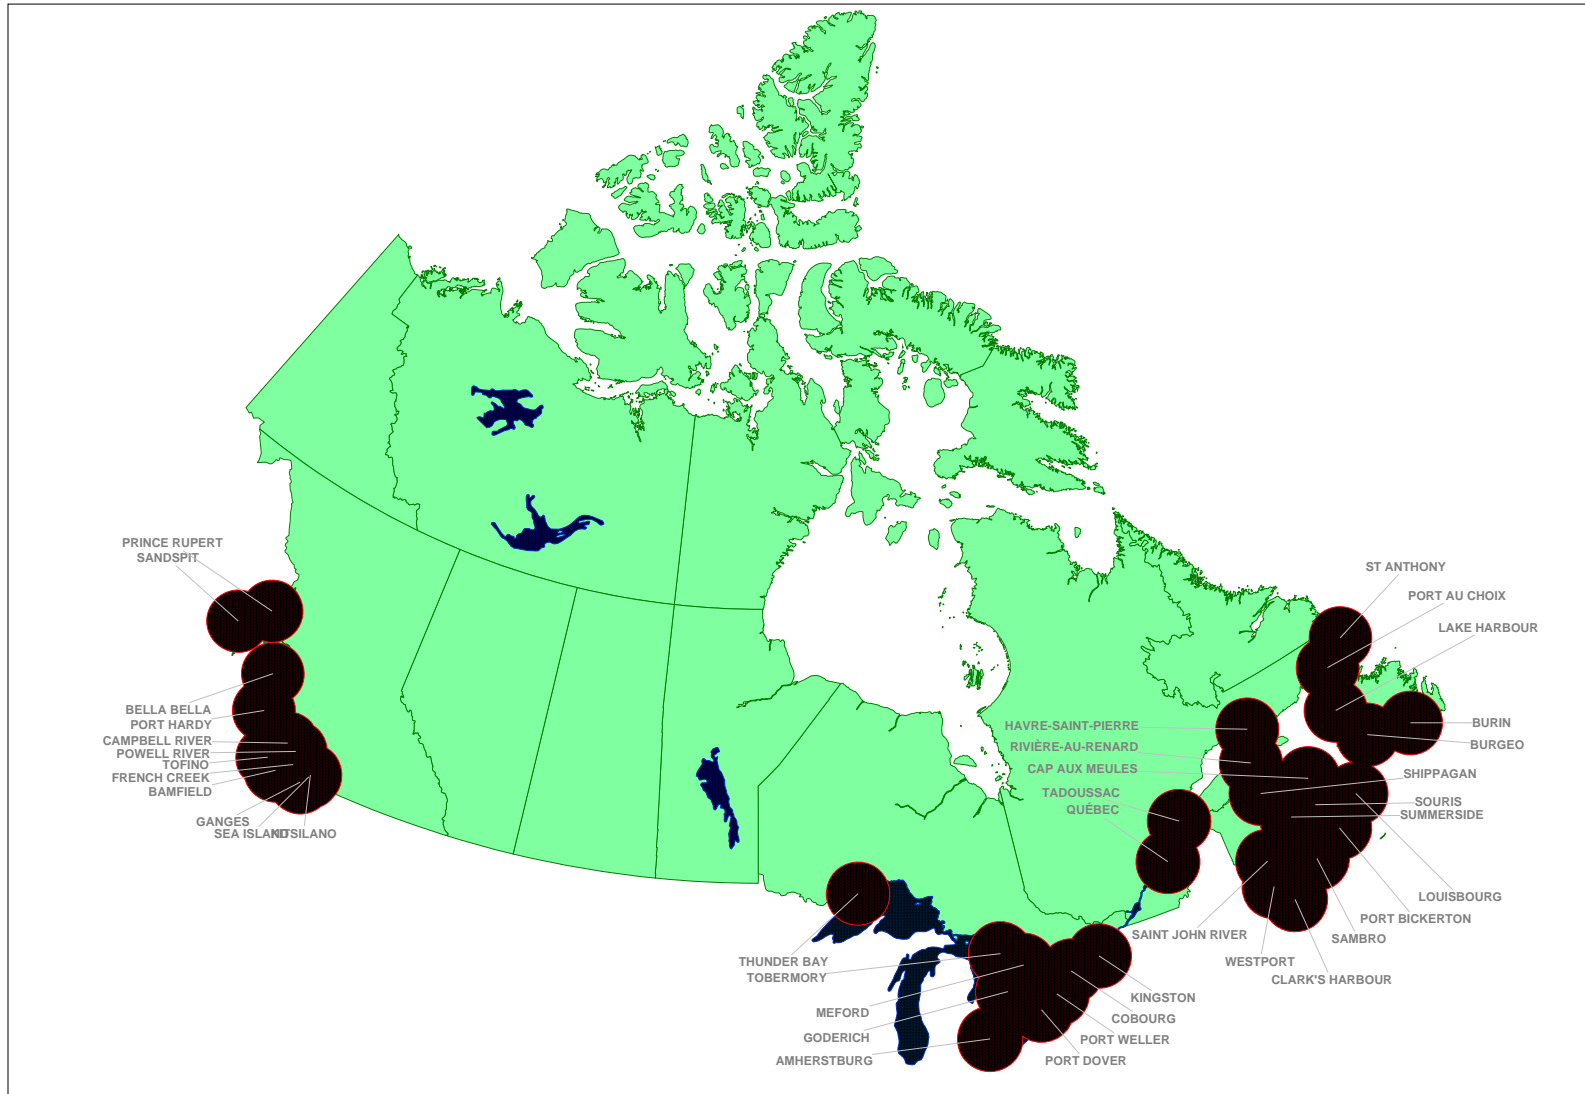 PRINCE RUPERT
SANDSPIT
BELLA BELLA
PORT HARDY
CAMPBELL RIVER
POWELL RIVER
TOFINO
FRENCH CREEK
BAMFIELD
GANGES
SEA ISLAND
KITSILANO
ST ANTHONY
PORT AU CHOIX
LAKE HARBOUR
BURIN
BURGEO
HAVRE-SAINT-PIERRE
RIVIÈRE-AU-RENARD
CAP AUX MEULES
TADOUSSAC
QUÉBEC
SHIPPAGAN
SOURIS
SUMMERSIDE
LOUISBOURG
PORT BICKERTON
SAMBRO
SAINT JOHN RIVER
WESTPORT
CLARK'S HARBOUR
THUNDER BAY
TOBERMORY
MEFORD
GODERICH
AMHERSTBURG
KINGSTON
COBOURG
PORT WELLER
PORT DOVER